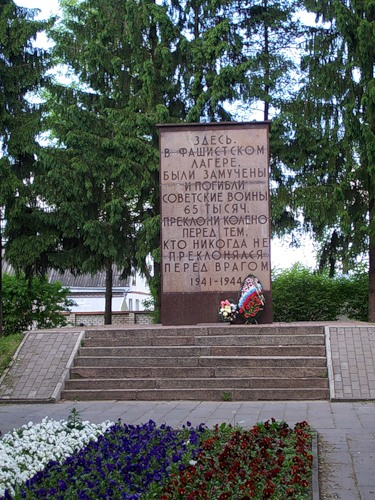 ЗДЕСЬ.
В ФАШИСТСКОМ
ЛАГЕРЕ.
БЫЛИ ЗАМУЧЕНЫ
И ПОГИБЛИ
СОВЕТСКИЕ ВОИНЫ
65 ТЫСЯЧ.
ПРЕКЛОНИ КОЛЕНО
ПЕРЕД ТЕМ,
КТО НИКОГДА НЕ
ПРЕКЛОНЯЛСЯ
ПЕРЕД ВРАГОМ
1941-1944